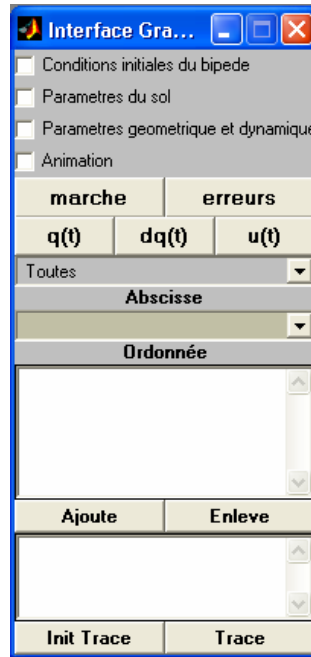 Interface Gra...
Conditions initiales du bipede
Parametres du sol
Parametres geometrique et dynamique
Animation
marche erreurs
q(t) dq(t) u(t)
Toutes
Abscisse
Ordonnée
Ajoute Enleve
Init Trace Trace